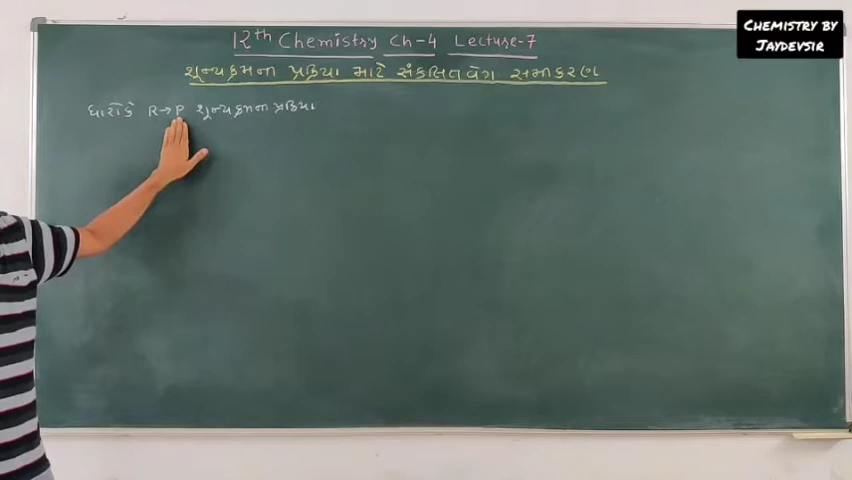 12th Chemistry Ch-4 Lecture-7
શૂન્યક્રમના પ્રક્રિયા માટે સંકલિત વેગ સમીકરણ
ધારોકે R→P શૂન્યક્રમના પ્રક્રિયા
CHEMISTRY BY
JAYDEVSIR